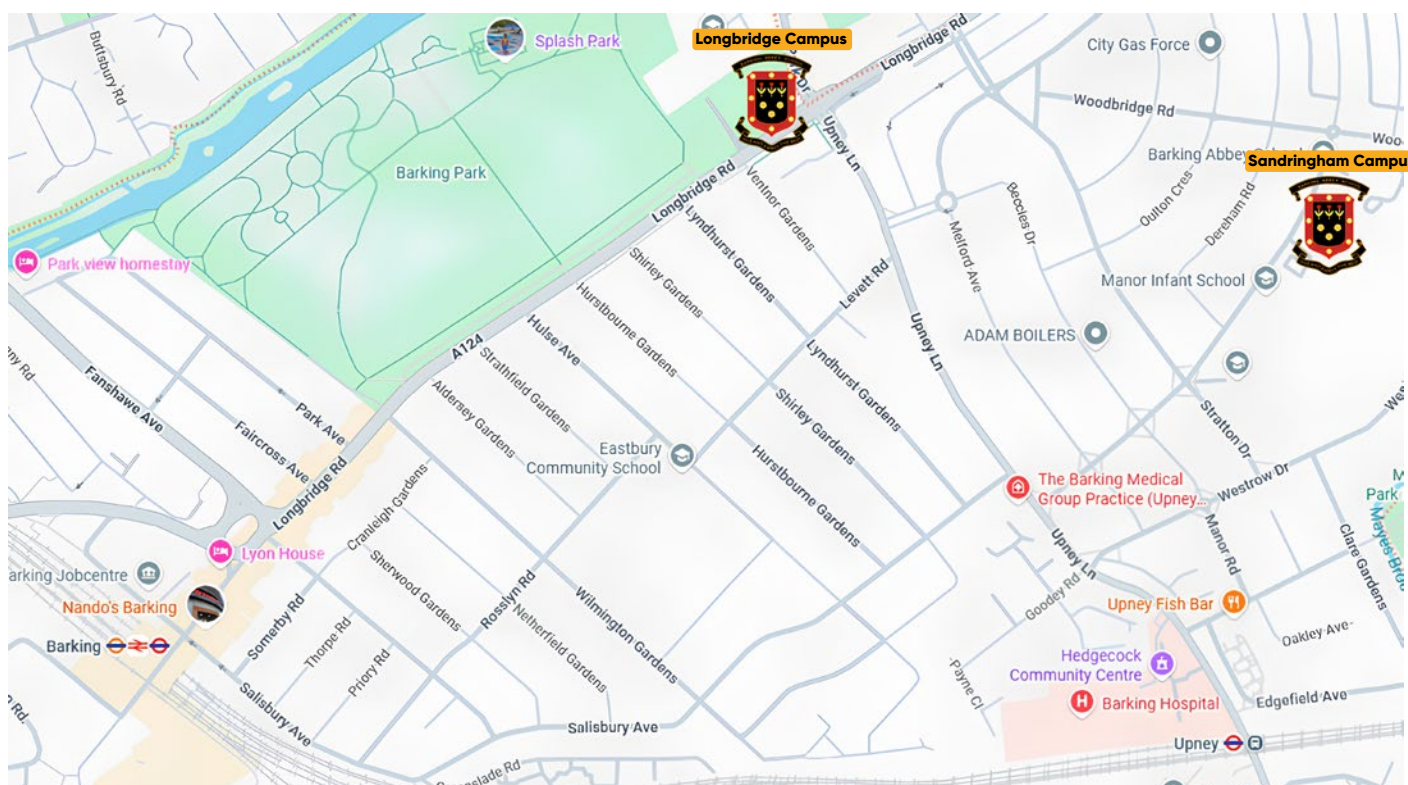 Buttsbury Rd
Splash Park
Longbridge Campus
Longbridge Rd
City Gas Force
Woodbridge Rd
Barking Abbey
Sandringham Campu
Upney Ln
Barking Park
Longbridge Rd
Ventnor Gardens
Lyndhurst Gardens
Shirley Gardens
Hurstbourne Gardens
Levett Rd
Melford Ave
Beccles Dr
Oulton Cres
Dereham Rd
Manor Infant School
Park view homestay
ADAM BOILERS
Upney Ln
A124
Hulse Ave
Strathfield Gardens
Aldersey Gardens
Lyndhurst Gardens
Shirley Gardens
Hurstbourne Gardens
Fanshawe Ave
Park Ave
Faircross Ave
Longbridge Rd
Eastbury
Community School
Stratton Dr
Westrow Dr
The Barking Medical
Group Practice (Upney...
Manor Rd
Park
Clare Gardens
Cranleigh Gardens
Sherwood Gardens
Lyon House
Nando's Barking
Barking
Somerby Rd
Thorpe Rd
Priory Rd
Rosslyn Rd
Netherfield Gardens
Wilmington Gardens
Salisbury Ave
Salisbury Ave
Upney Ln
Goodey Rd
Upney Fish Bar
Oakley Ave
Hedgecock
Community Centre
Payne Cl
Barking Hospital
Edgefield Ave
Upney